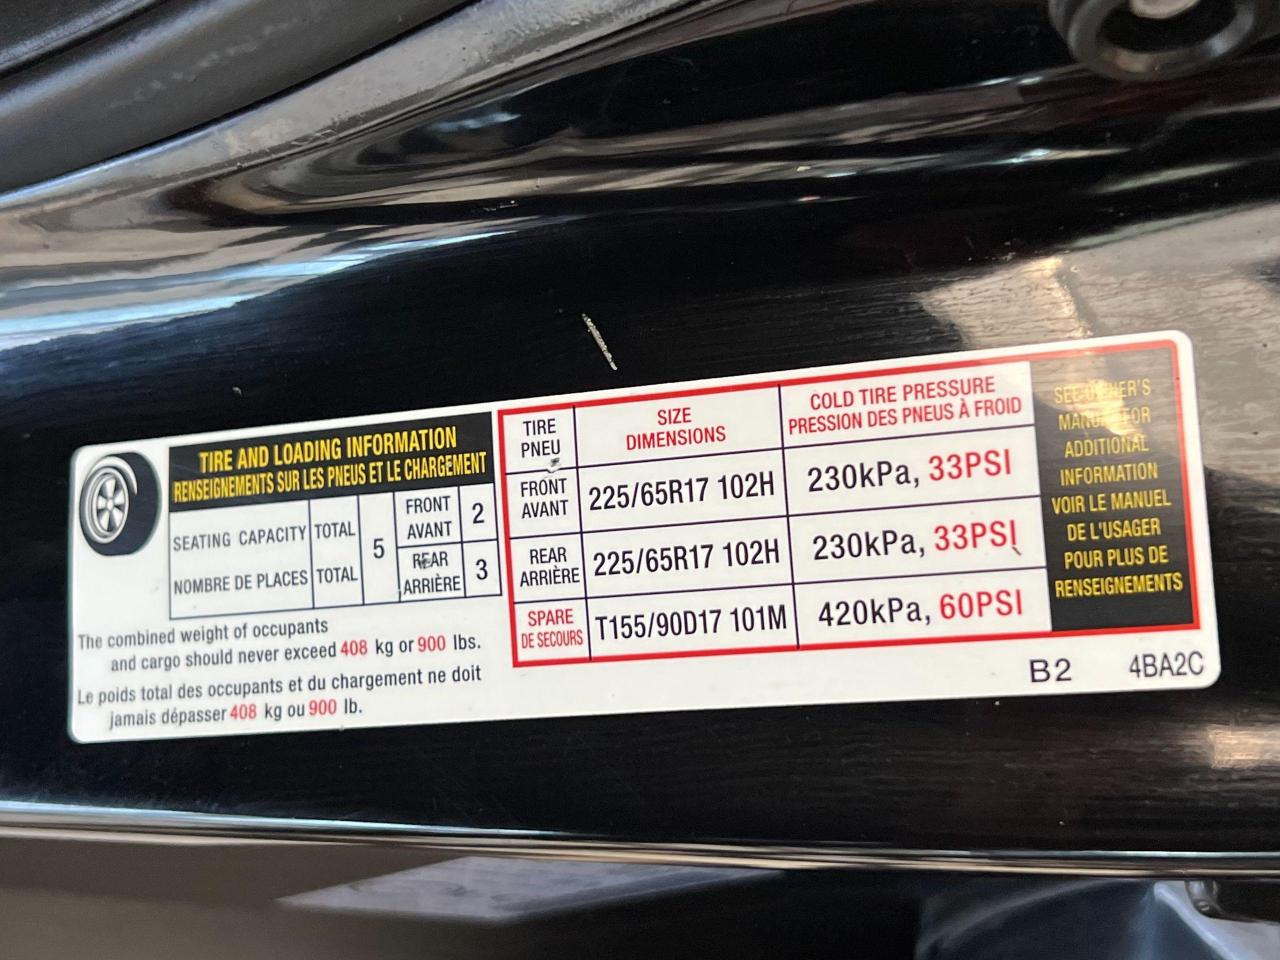 TIRE AND LOADING INFORMATION
RENSEIGNEMENTS SUR LES PNEUS ET LE CHARGEMENT
SEATING CAPACITY TOTAL 5 FRONT AVANT 2
NOMBRE DE PLACES TOTAL REAR ARRIÈRE 3
The combined weight of occupants
and cargo should never exceed 408 kg or 900 lbs.
Le poids total des occupants et du chargement ne doit
jamais dépasser 408 kg ou 900 lb.
TIRE PNEU SIZE DIMENSIONS COLD TIRE PRESSURE PRESSION DES PNEUS À FROID
FRONT AVANT 225/65R17 102H 230kPa, 33PSI
REAR ARRIÈRE 225/65R17 102H 230kPa, 33PSI
SPARE DE SECOURS T155/90D17 101M 420kPa, 60PSI
SEE OWNER'S
MANUAL FOR
ADDITIONAL
INFORMATION
VOIR LE MANUEL
DE L'USAGER
POUR PLUS DE
RENSEIGNEMENTS
B2 4BA2C